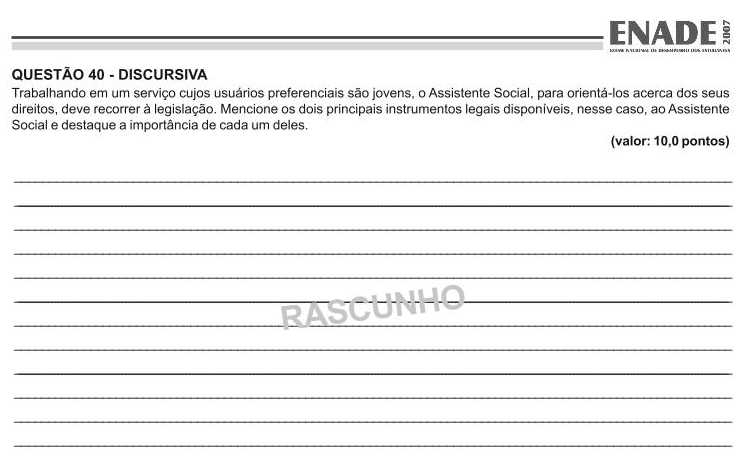 ENADE 2007
EXAME NACIONAL DE DESEMPENHO DOS ESTUDANTES
QUESTÃO 40 - DISCURSIVA
Trabalhando em um serviço cujos usuários preferenciais são jovens, o Assistente Social, para orientá-los acerca dos seus
direitos, deve recorrer à legislação. Mencione os dois principais instrumentos legais disponíveis, nesse caso, ao Assistente
Social e destaque a importância de cada um deles.
(valor: 10,0 pontos)
RASCUNHO